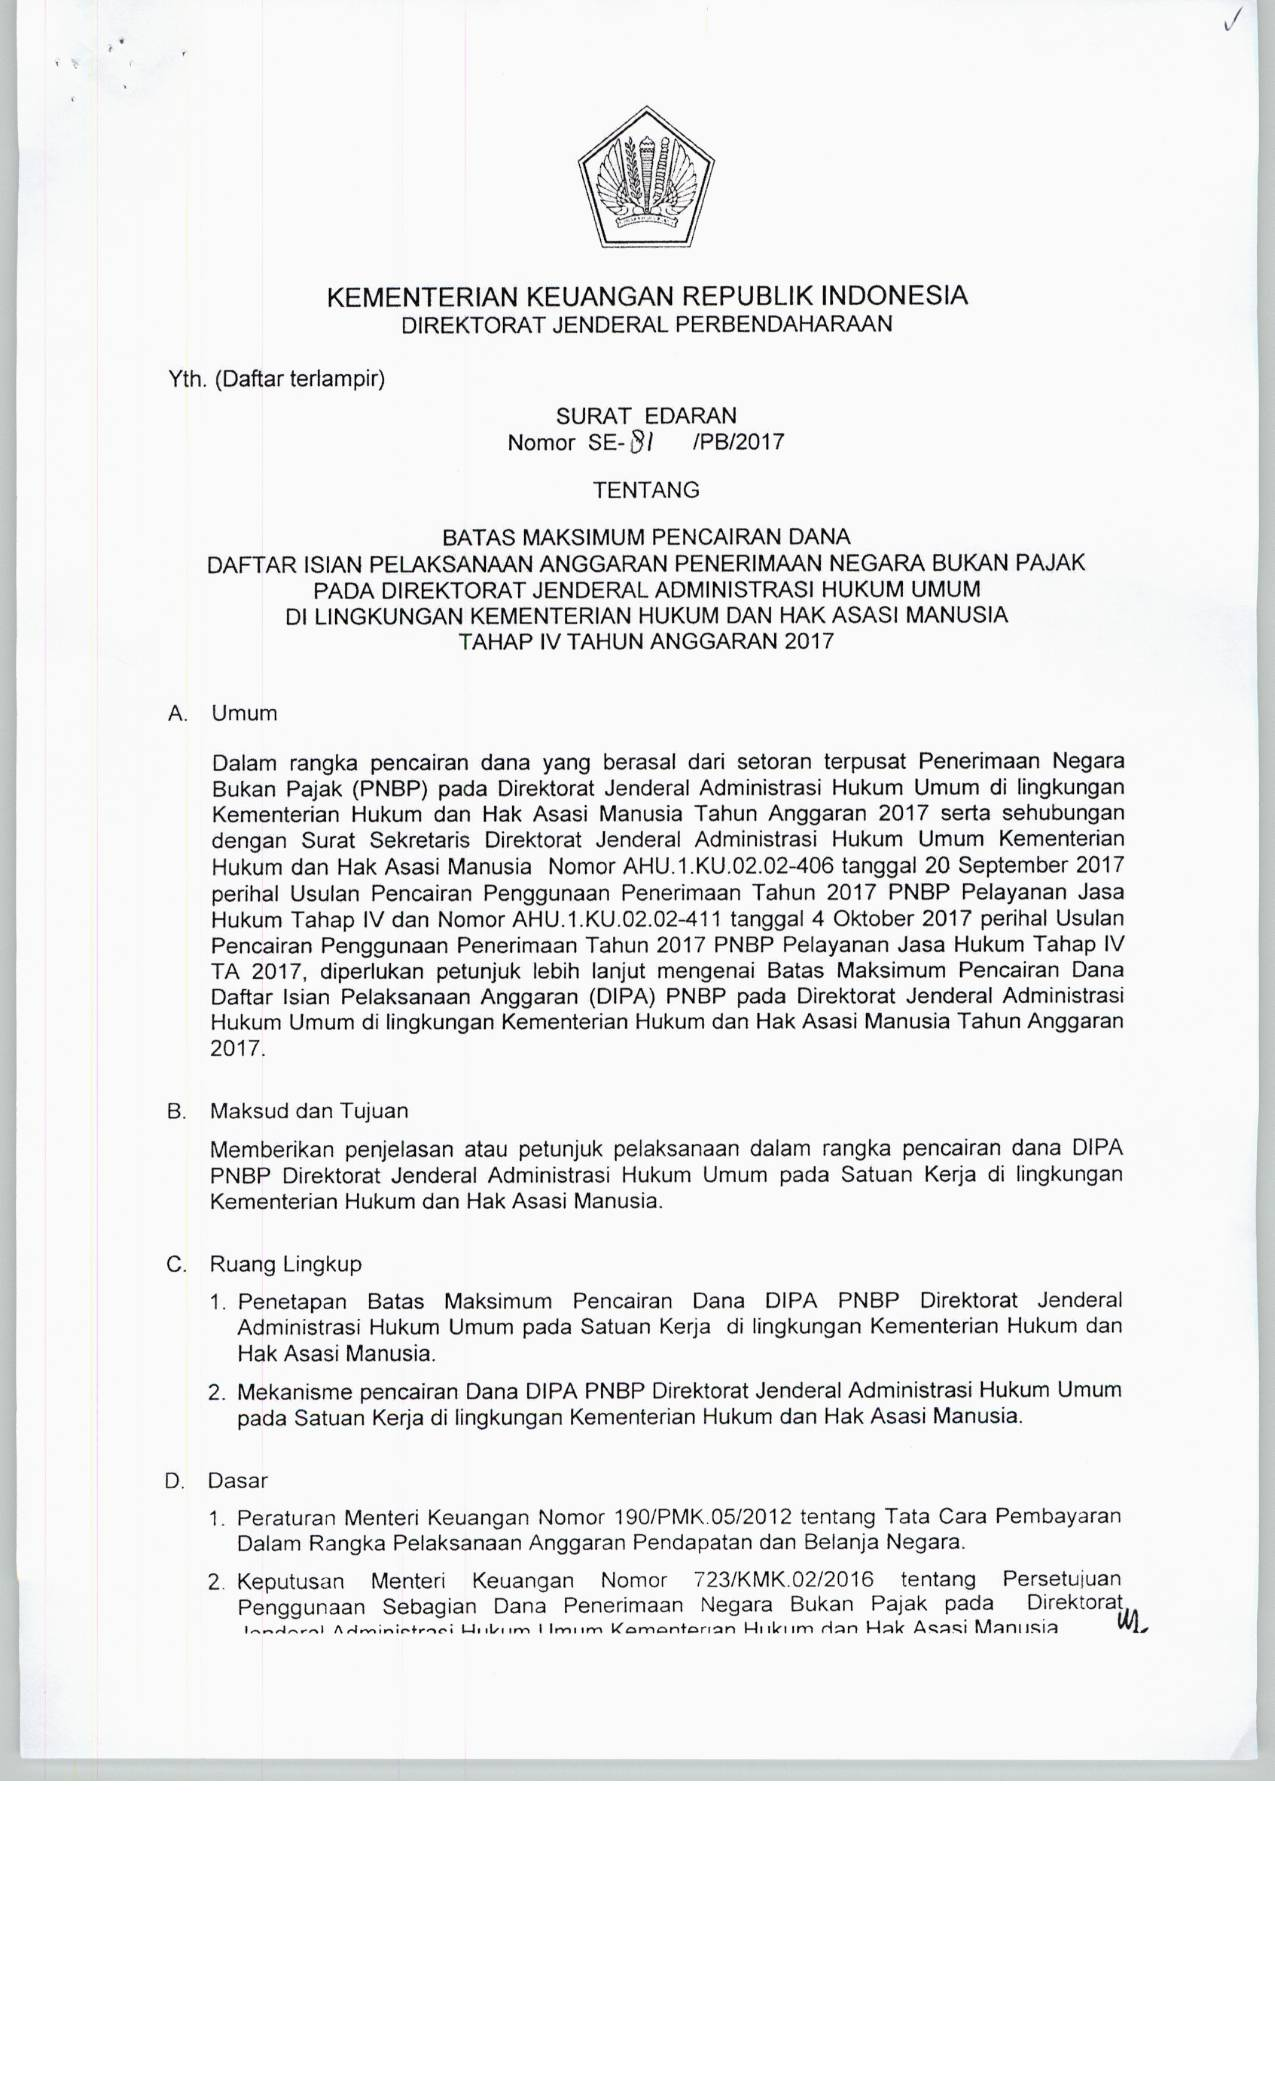 KEMENTERIAN KEUANGAN REPUBLIK INDONESIA
DIREKTORAT JENDERAL PERBENDAHARAAN
Yth. (Daftar terlampir)
SURAT EDARAN
Nomor SE- 81 /PB/2017
TENTANG
BATAS MAKSIMUM PENCAIRAN DANA
DAFTAR ISIAN PELAKSANAAN ANGGARAN PENERIMAAN NEGARA BUKAN PAJAK
PADA DIREKTORAT JENDERAL ADMINISTRASI HUKUM UMUM
DI LINGKUNGAN KEMENTERIAN HUKUM DAN HAK ASASI MANUSIA
TAHAP IV TAHUN ANGGARAN 2017
A. Umum
Dalam rangka pencairan dana yang berasal dari setoran terpusat Penerimaan Negara
Bukan Pajak (PNBP) pada Direktorat Jenderal Administrasi Hukum Umum di lingkungan
Kementerian Hukum dan Hak Asasi Manusia Tahun Anggaran 2017 serta sehubungan
dengan Surat Sekretaris Direktorat Jenderal Administrasi Hukum Umum Kementerian
Hukum dan Hak Asasi Manusia Nomor AHU.1.KU.02.02-406 tanggal 20 September 2017
perihal Usulan Pencairan Penggunaan Penerimaan Tahun 2017 PNBP Pelayanan Jasa
Hukum Tahap IV dan Nomor AHU.1.KU.02.02-411 tanggal 4 Oktober 2017 perihal Usulan
Pencairan Penggunaan Penerimaan Tahun 2017 PNBP Pelayanan Jasa Hukum Tahap IV
TA 2017, diperlukan petunjuk lebih lanjut mengenai Batas Maksimum Pencairan Dana
Daftar Isian Pelaksanaan Anggaran (DIPA) PNBP pada Direktorat Jenderal Administrasi
Hukum Umum di lingkungan Kementerian Hukum dan Hak Asasi Manusia Tahun Anggaran
2017.
B. Maksud dan Tujuan
Memberikan penjelasan atau petunjuk pelaksanaan dalam rangka pencairan dana DIPA
PNBP Direktorat Jenderal Administrasi Hukum Umum pada Satuan Kerja di lingkungan
Kementerian Hukum dan Hak Asasi Manusia.
C. Ruang Lingkup
1. Penetapan Batas Maksimum Pencairan Dana DIPA PNBP Direktorat Jenderal
Administrasi Hukum Umum pada Satuan Kerja di lingkungan Kementerian Hukum dan
Hak Asasi Manusia.
2. Mekanisme pencairan Dana DIPA PNBP Direktorat Jenderal Administrasi Hukum Umum
pada Satuan Kerja di lingkungan Kementerian Hukum dan Hak Asasi Manusia.
D. Dasar
1. Peraturan Menteri Keuangan Nomor 190/PMK.05/2012 tentang Tata Cara Pembayaran
Dalam Rangka Pelaksanaan Anggaran Pendapatan dan Belanja Negara.
2. Keputusan Menteri Keuangan Nomor 723/KMK.02/2016 tentang Persetujuan
Penggunaan Sebagian Dana Penerimaan Negara Bukan Pajak pada Direktorat
Jenderal Administrasi Hukum Umum Kementerian Hukum dan Hak Asasi Manusia